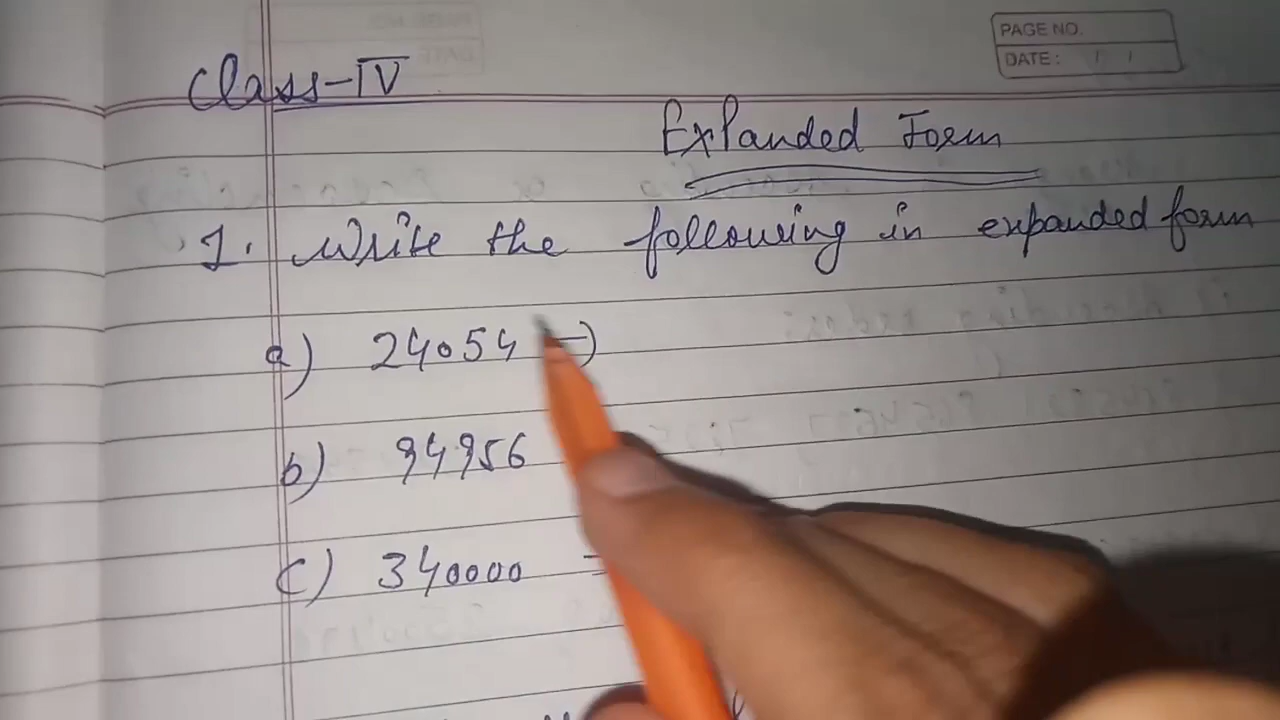 PAGE NO.
DATE : / /
Class-IV
Expanded Form
1. Write the following in expanded form
a) 24054 →
b) 94956
c) 340000 =